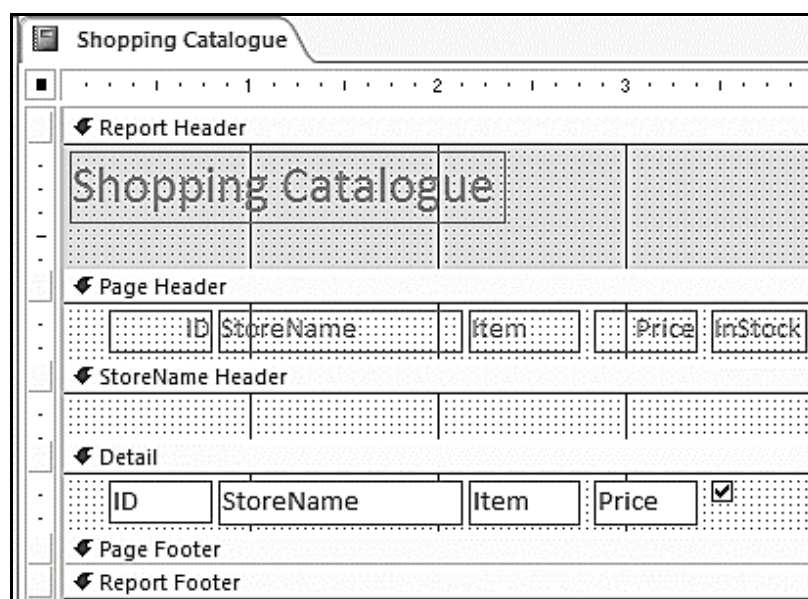 Shopping Catalogue
1 2 3
Report Header
Shopping Catalogue
Page Header
ID StoreName Item Price InStock
StoreName Header
Detail
ID StoreName Item Price
Page Footer
Report Footer